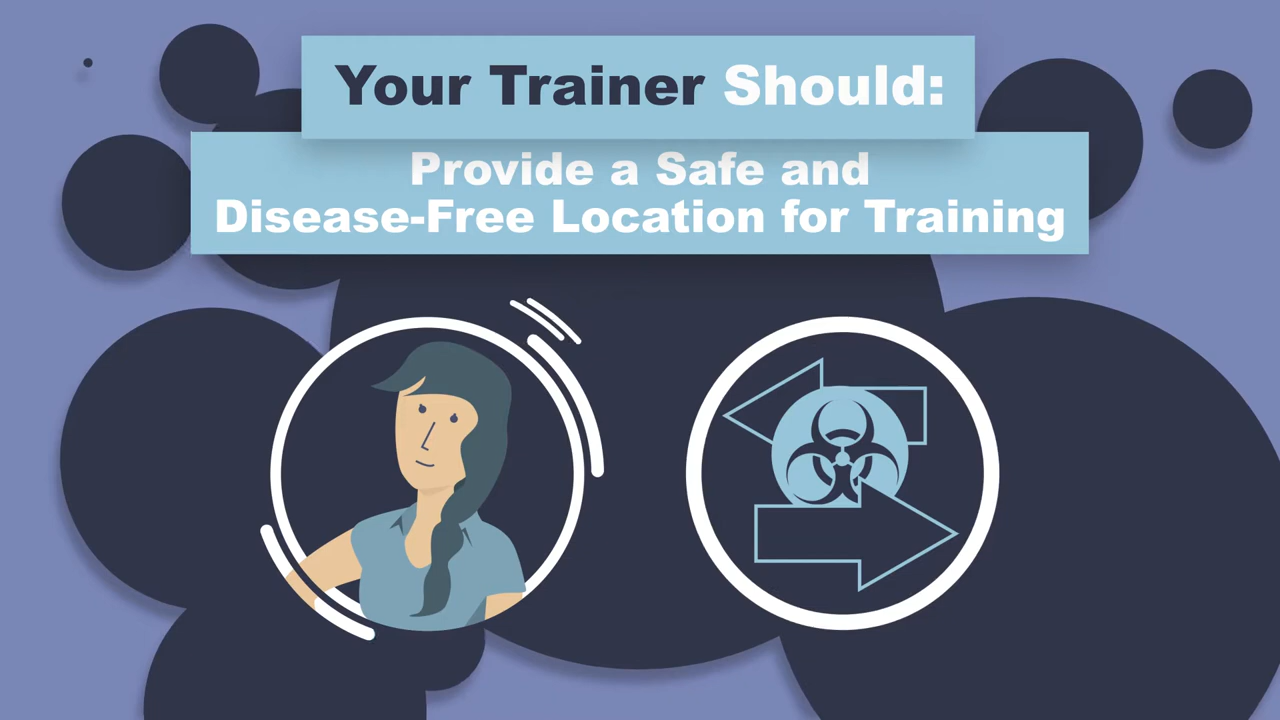 Your Trainer Should:
Provide a Safe and
Disease-Free Location for Training